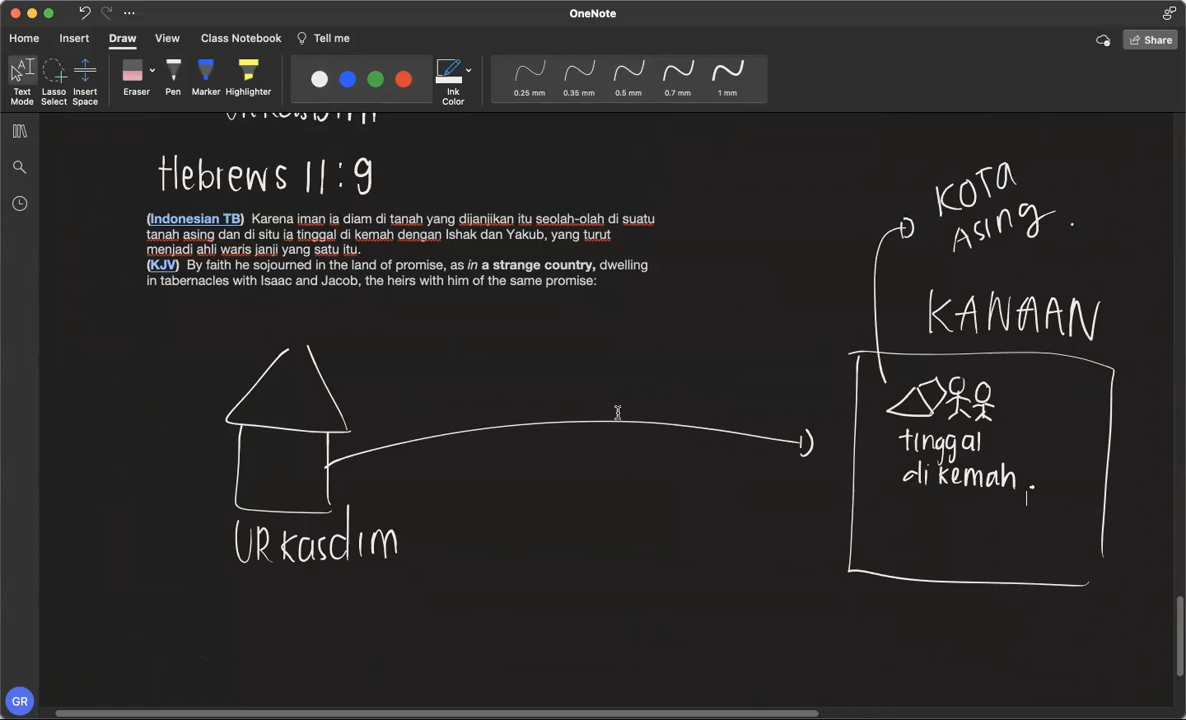 OneNote
Home Insert Draw View Class Notebook Tell me
Share
Text Mode
Lasso Select
Insert Space
Eraser
Pen
Marker
Highlighter
Ink Color
0.25 mm
0.35 mm
0.5 mm
0.7 mm
1 mm
Hebrews 11:9
(Indonesian TB) Karena iman ia diam di tanah yang dijanjikan itu seolah-olah di suatu
tanah asing dan di situ ia tinggal di kemah dengan Ishak dan Yakub, yang turut
menjadi ahli waris janji yang satu itu.
(KJV) By faith he sojourned in the land of promise, as in a strange country, dwelling
in tabernacles with Isaac and Jacob, the heirs with him of the same promise:
KOTA
Asing.
KANAAN
tinggal
di kemah.
UR kasdim
GR